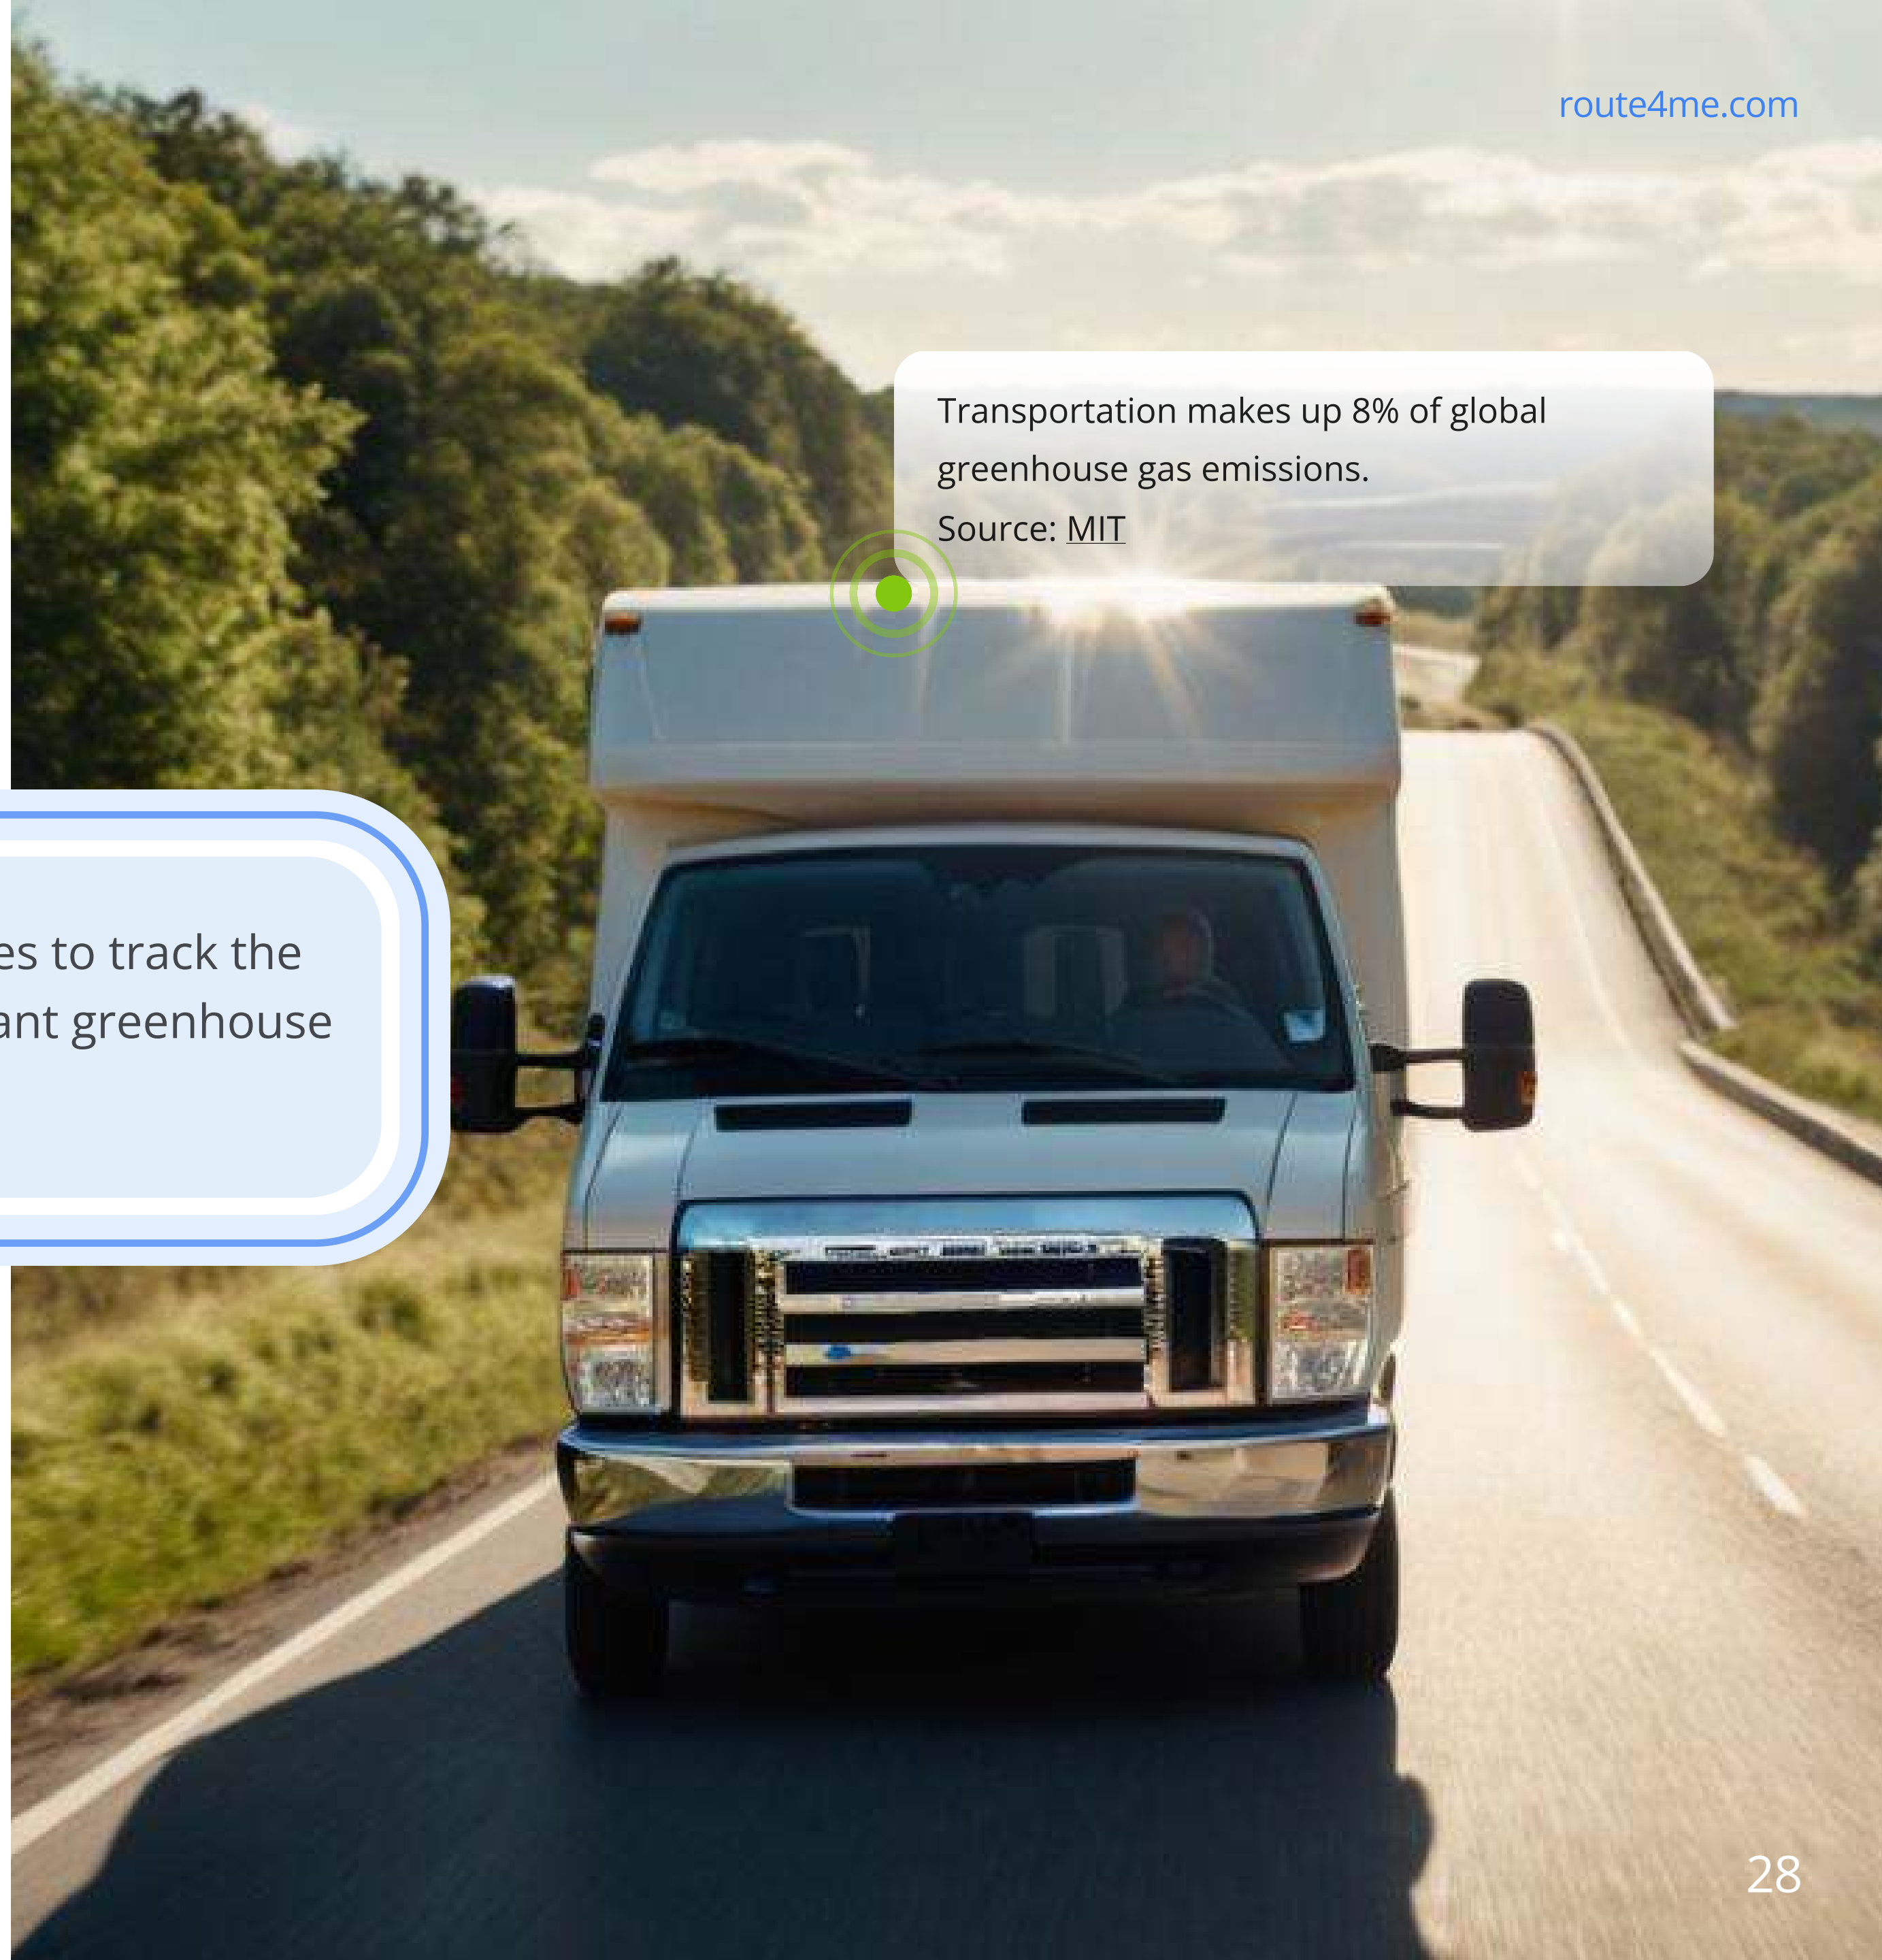 route4me.com
Transportation makes up 8% of global
greenhouse gas emissions.
Source: MIT
es to track the
ant greenhouse
28